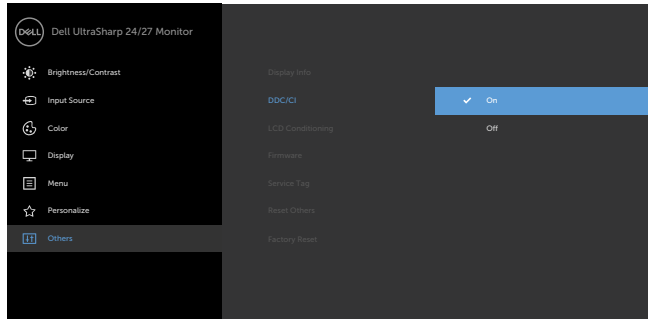 DELL
Dell UltraSharp 24/27 Monitor
Brightness/Contrast
Input Source
Color
Display
Menu
Personalize
Others
Display Info
DDC/CI
LCD Conditioning
Firmware
Service Tag
Reset Others
Factory Reset
On
Off